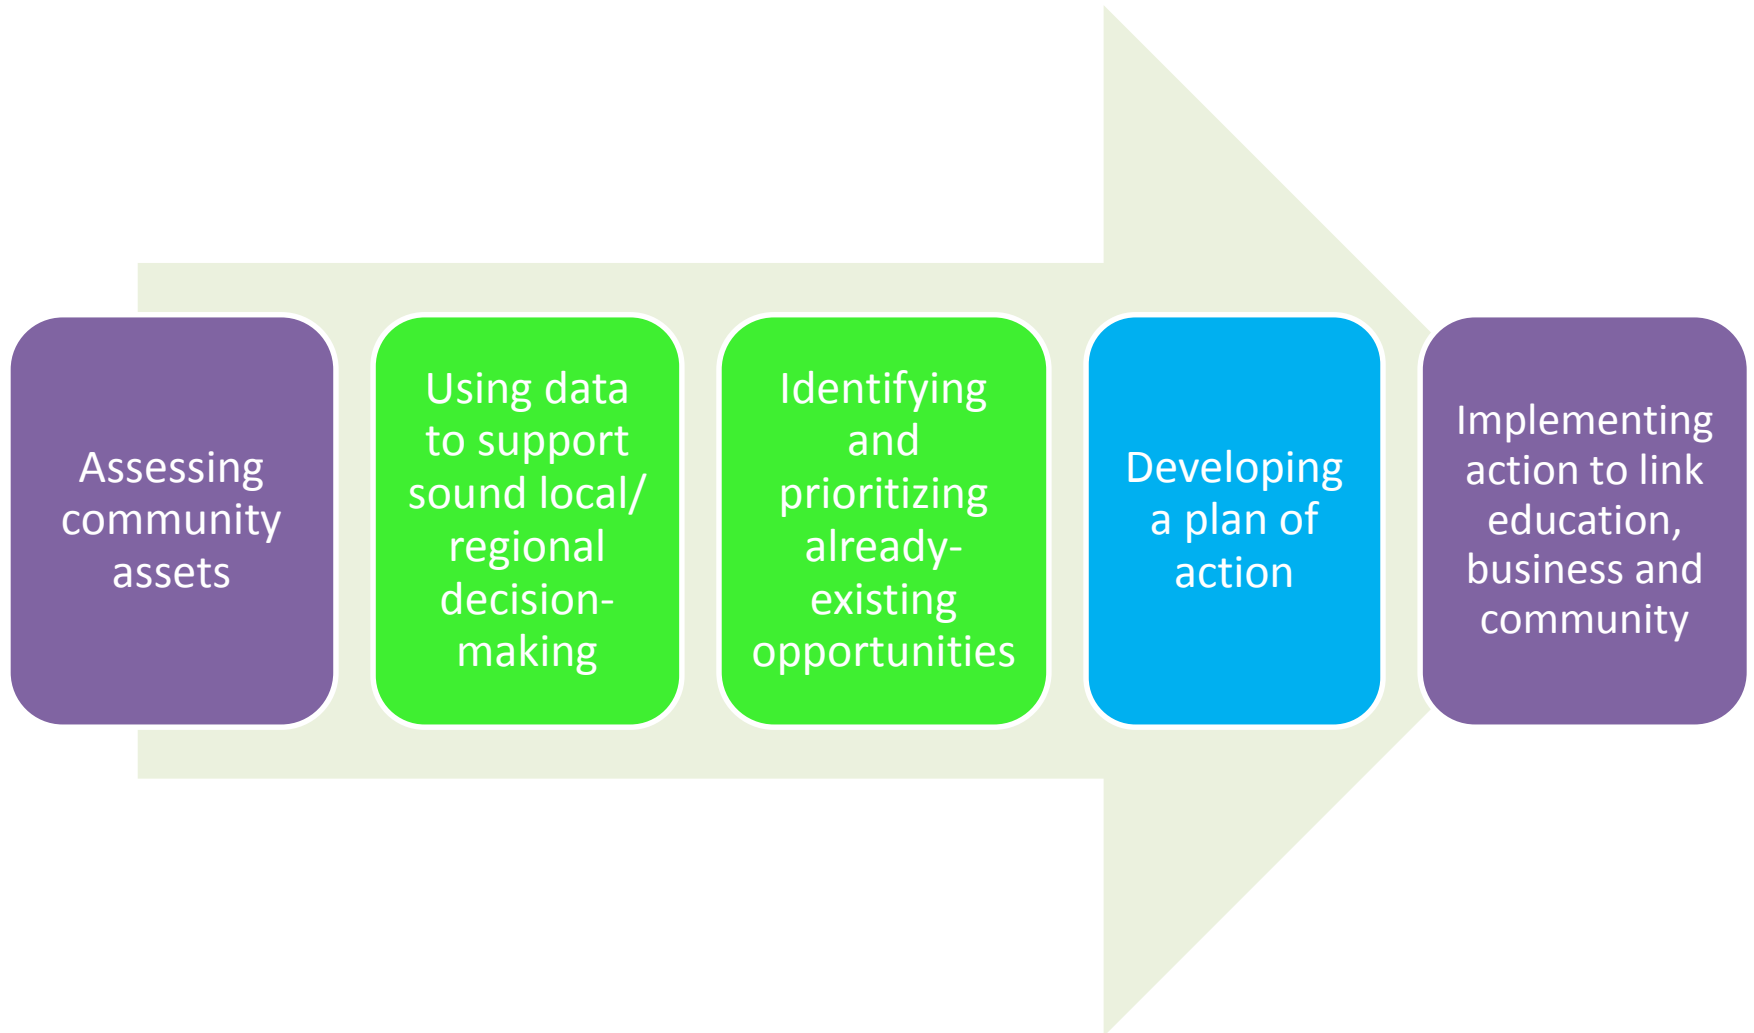 Assessing
community
assets
Using data
to support
sound local/
regional
decision-
making
Identifying
and
prioritizing
already-
existing
opportunities
Developing
a plan of
action
Implementing
action to link
education,
business and
community